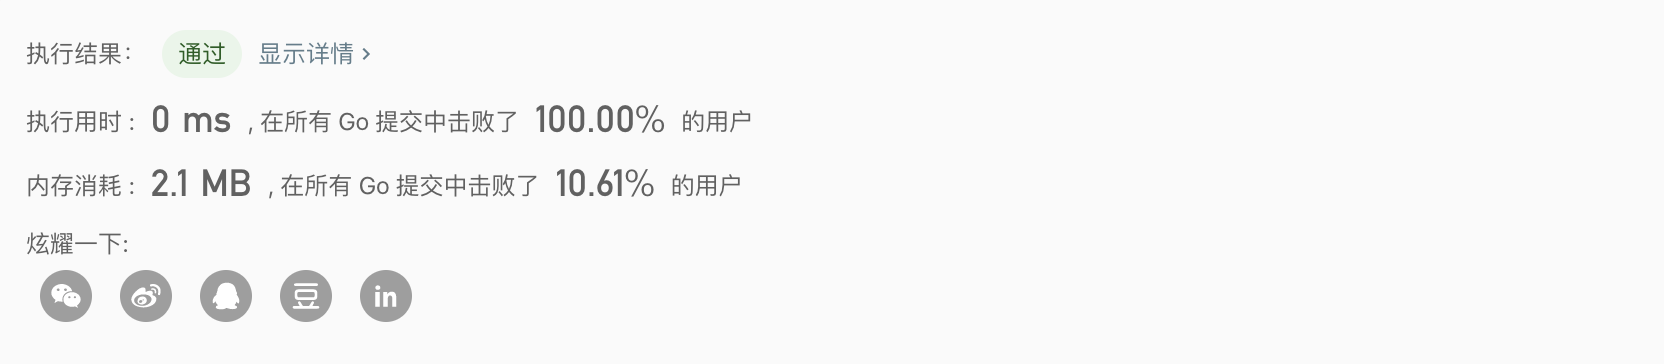 执行结果： 通过 显示详情 >
执行用时： 0 ms ，在所有 Go 提交中击败了 100.00% 的用户
内存消耗： 2.1 MB ，在所有 Go 提交中击败了 10.61% 的用户
炫耀一下:
豆 in